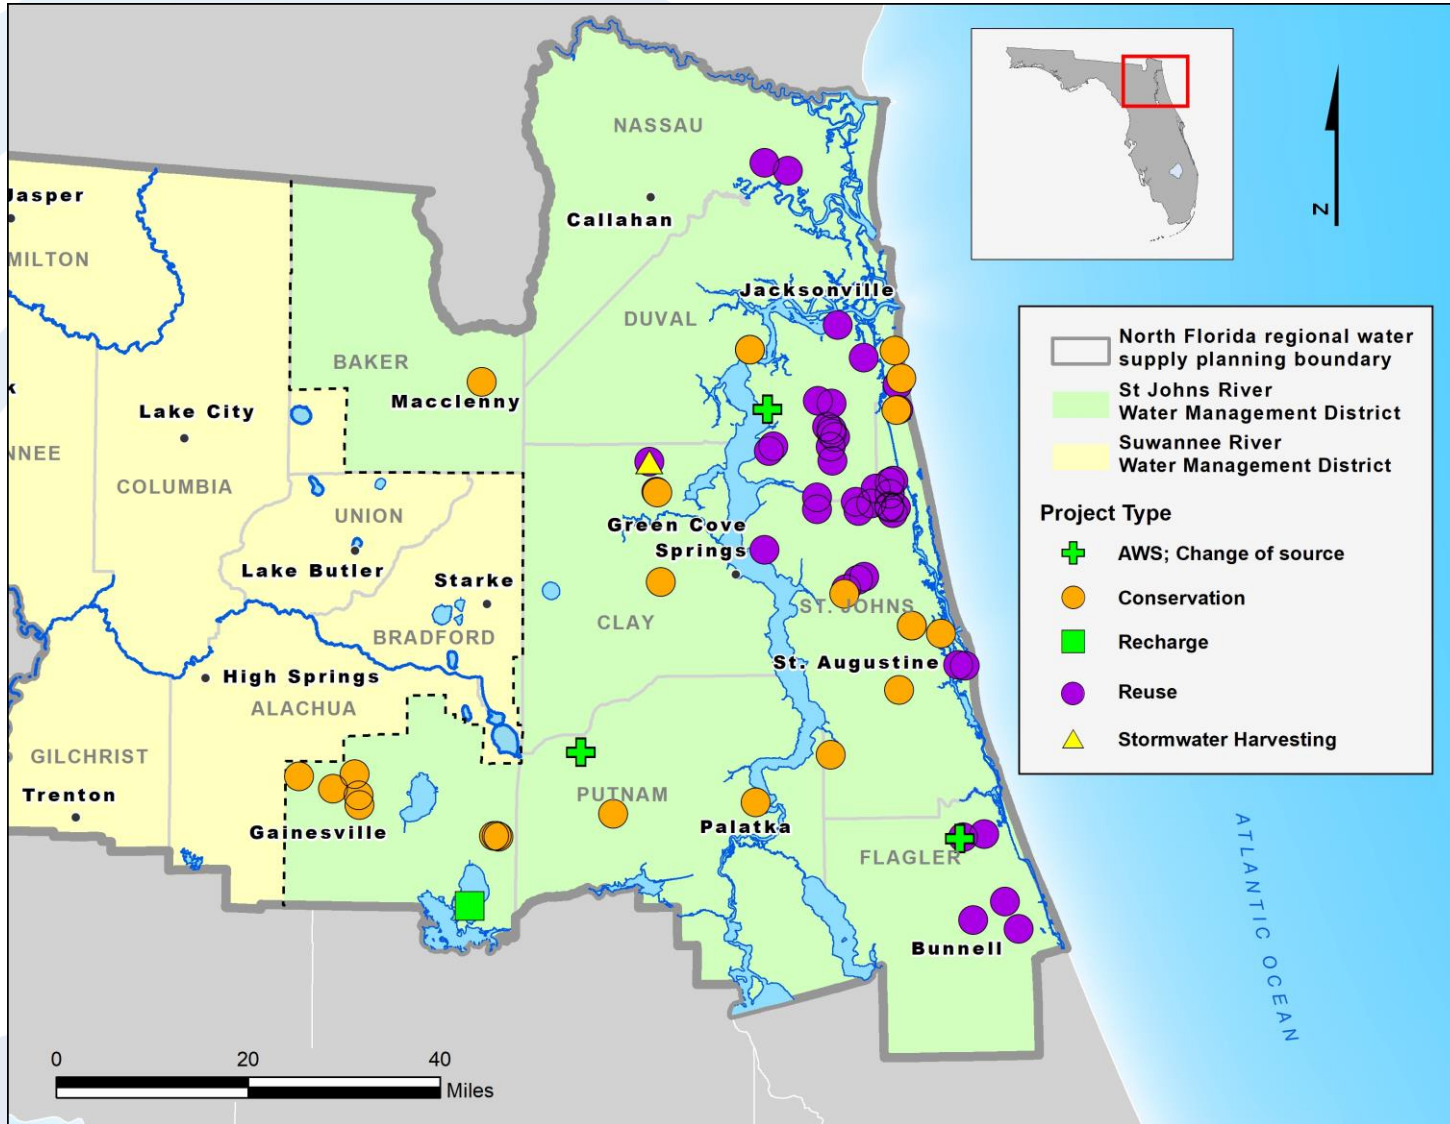 NASSAU
Callahan
Jasper
MILTON
Jacksonville
DUVAL
BAKER
Macclenny
Lake City
k
NNEE
COLUMBIA
UNION
Lake Butler
Starke
BRADFORD
Green Cove
Springs
CLAY
ST. JOHNS
St. Augustine
High Springs
ALACHUA
GILCHRIST
Trenton
Gainesville
PUTNAM
Palatka
FLAGLER
Bunnell
N
North Florida regional water
supply planning boundary
St Johns River
Water Management District
Suwannee River
Water Management District
Project Type
AWS; Change of source
Conservation
Recharge
Reuse
Stormwater Harvesting
ATLANTIC OCEAN
0 20 40
Miles